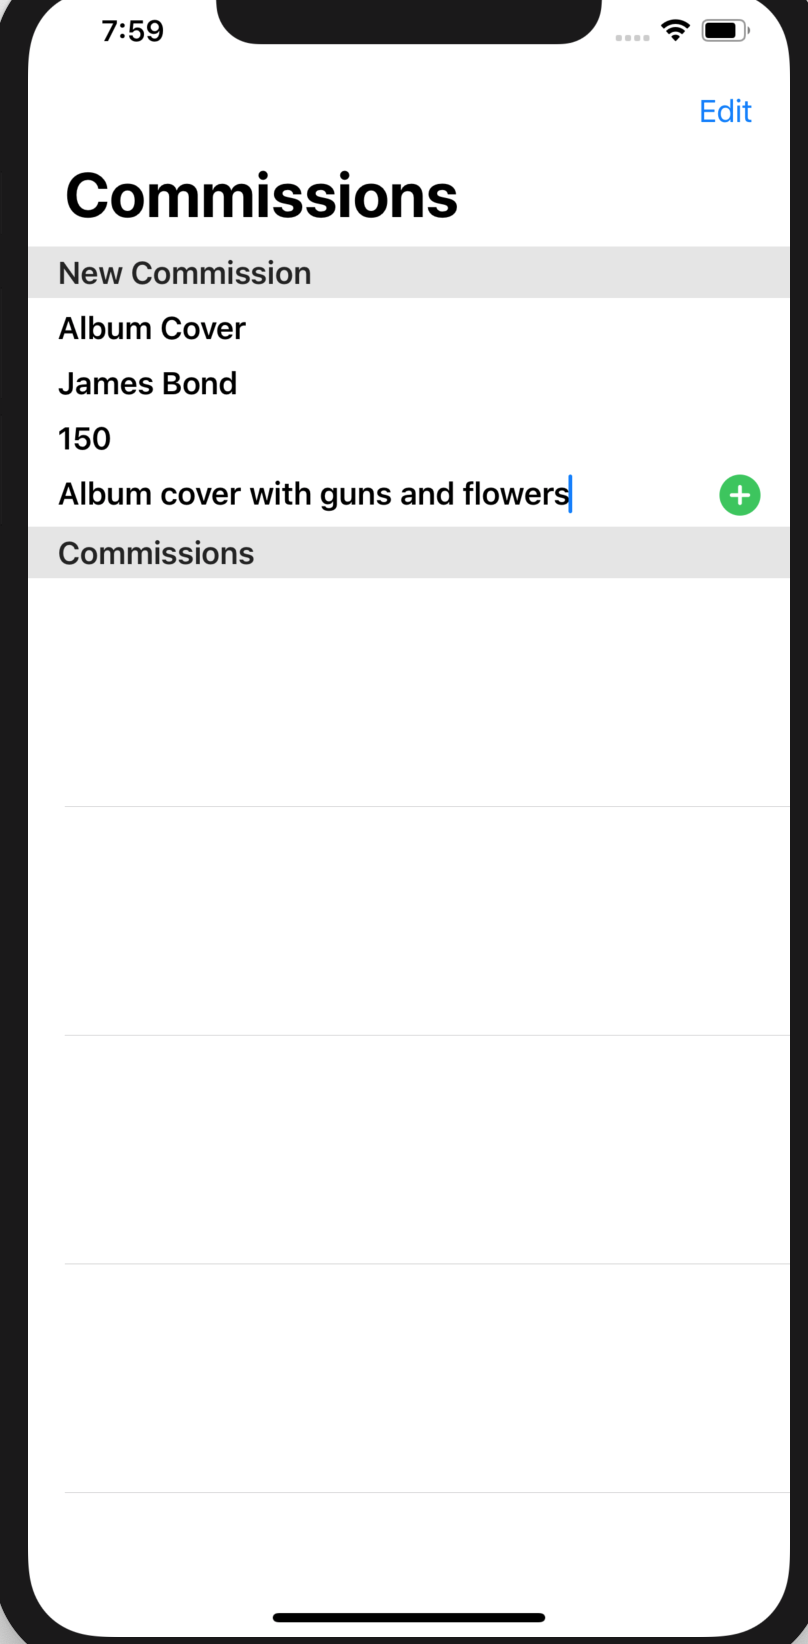 7:59
Edit
Commissions
New Commission
Album Cover
James Bond
150
Album cover with guns and flowers
Commissions